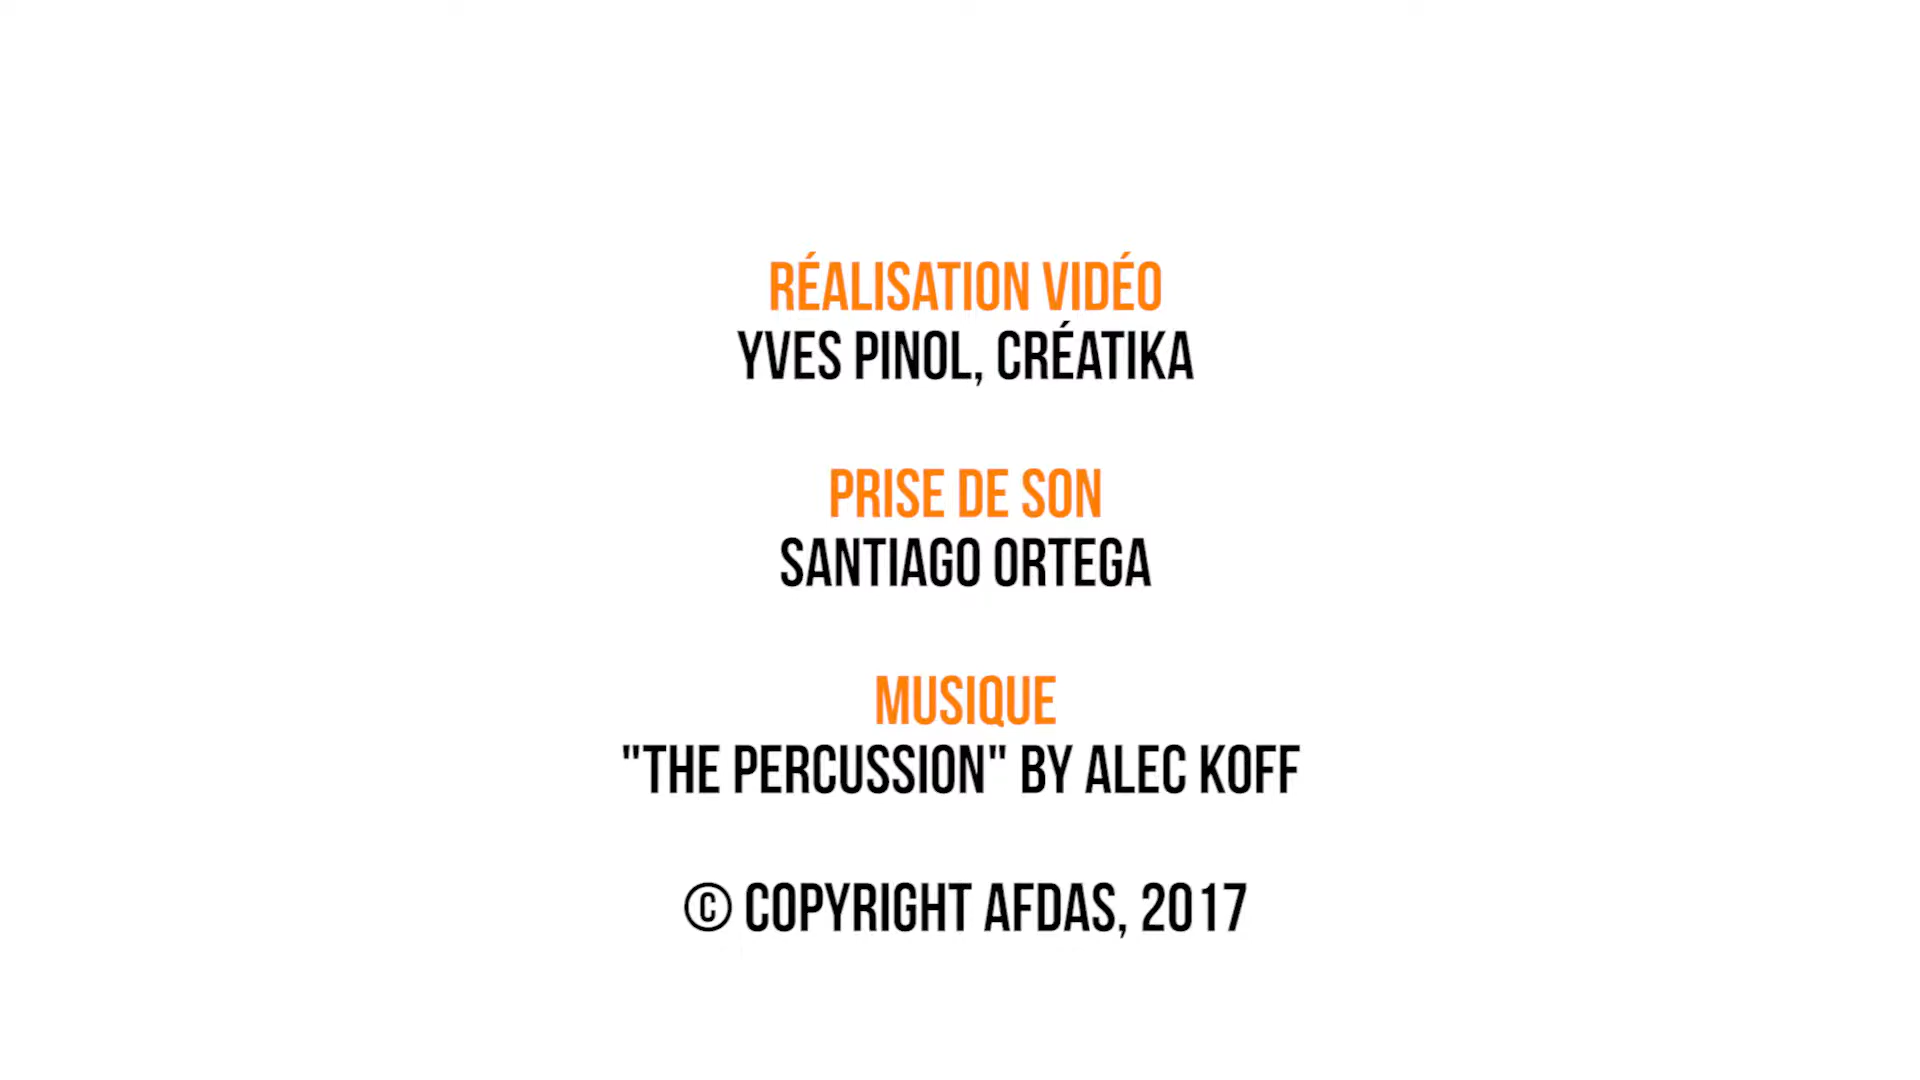 RÉALISATION VIDÉO
YVES PINOL, CRÉATIKA
PRISE DE SON
SANTIAGO ORTEGA
MUSIQUE
"THE PERCUSSION" BY ALEC KOFF
© COPYRIGHT AFDAS, 2017